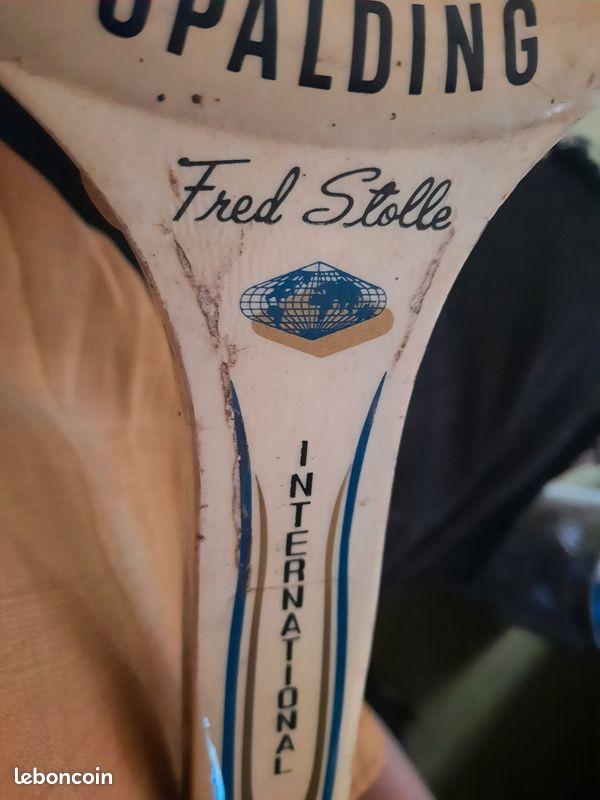 SPALDING
Fred Stolle
INTERNATIONAL
leboncoin